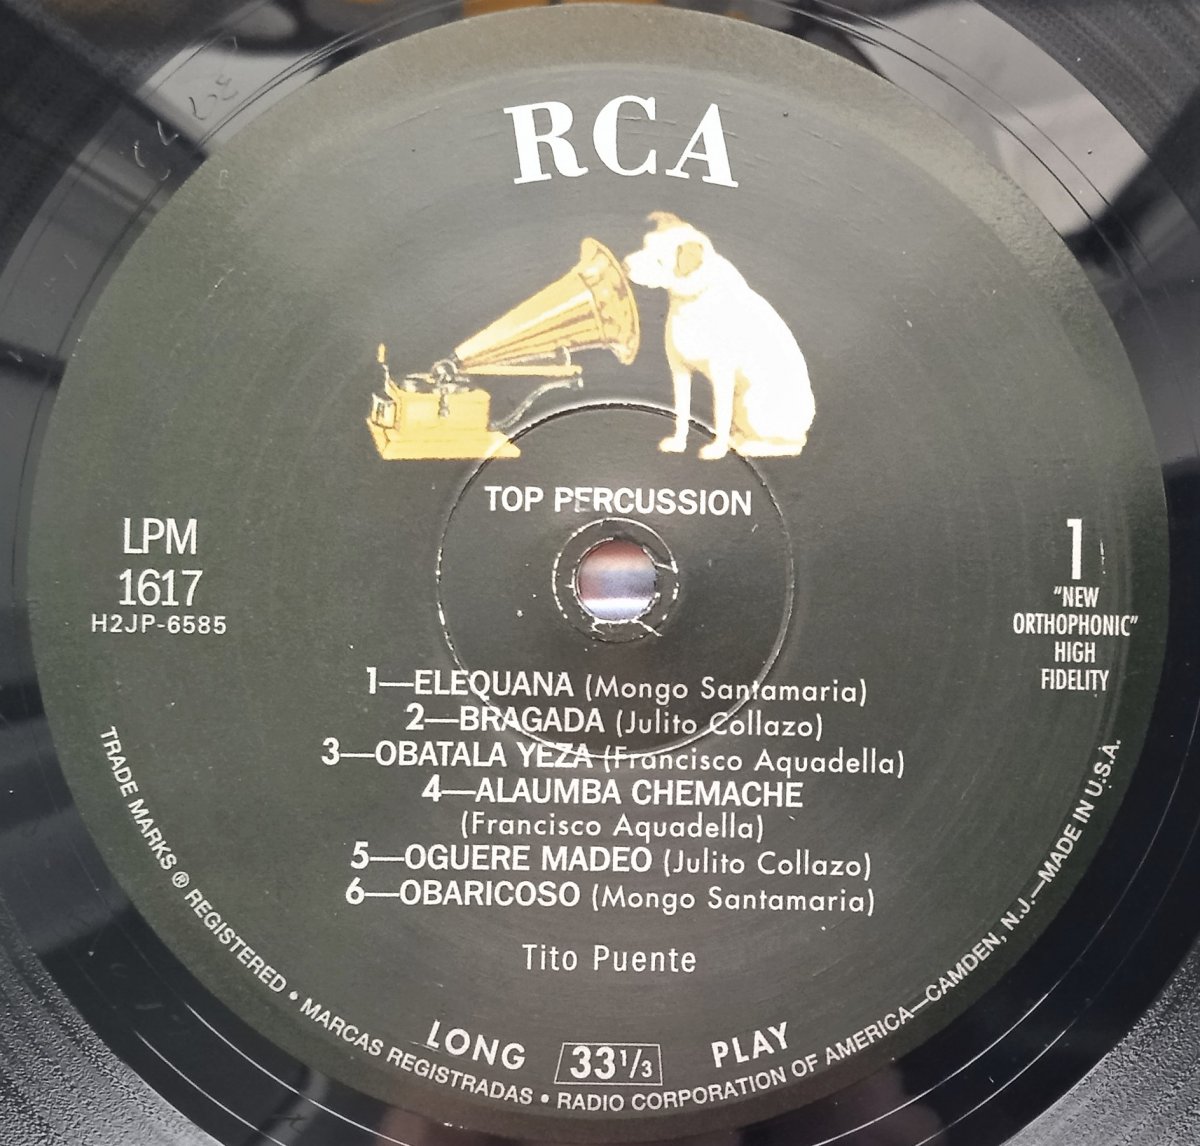 RCA
TOP PERCUSSION
LPM
1617
H2JP-6585
1
"NEW
ORTHOPHONIC"
HIGH
FIDELITY
1—ELEQUANA (Mongo Santamaria)
2—BRAGADA (Julito Collazo)
3—OBATALA YEZA (Francisco Aquadella)
4—ALAUMBA CHEMACHE
(Francisco Aquadella)
5—OGUERE MADEO (Julito Collazo)
6—OBARICOSO (Mongo Santamaria)
Tito Puente
LONG 33 1/3 PLAY
TRADE MARKS ® REGISTERED • MARCAS REGISTRADAS • RADIO CORPORATION OF AMERICA—CAMDEN, N.J.—MADE IN U.S.A.